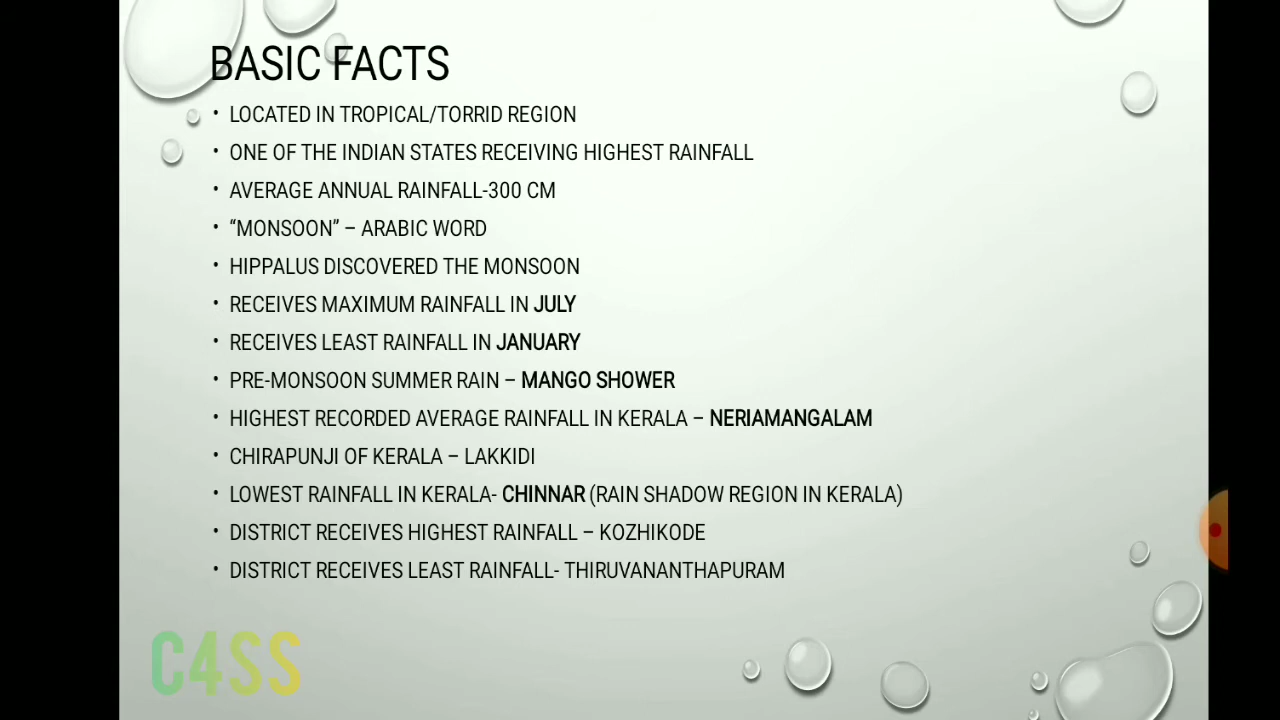 BASIC FACTS
• LOCATED IN TROPICAL/TORRID REGION
• ONE OF THE INDIAN STATES RECEIVING HIGHEST RAINFALL
• AVERAGE ANNUAL RAINFALL-300 CM
• “MONSOON” – ARABIC WORD
• HIPPALUS DISCOVERED THE MONSOON
• RECEIVES MAXIMUM RAINFALL IN JULY
• RECEIVES LEAST RAINFALL IN JANUARY
• PRE-MONSOON SUMMER RAIN – MANGO SHOWER
• HIGHEST RECORDED AVERAGE RAINFALL IN KERALA – NERIAMANGALAM
• CHIRAPUNJI OF KERALA – LAKKIDI
• LOWEST RAINFALL IN KERALA- CHINNAR (RAIN SHADOW REGION IN KERALA)
• DISTRICT RECEIVES HIGHEST RAINFALL – KOZHIKODE
• DISTRICT RECEIVES LEAST RAINFALL- THIRUVANANTHAPURAM
C4SS